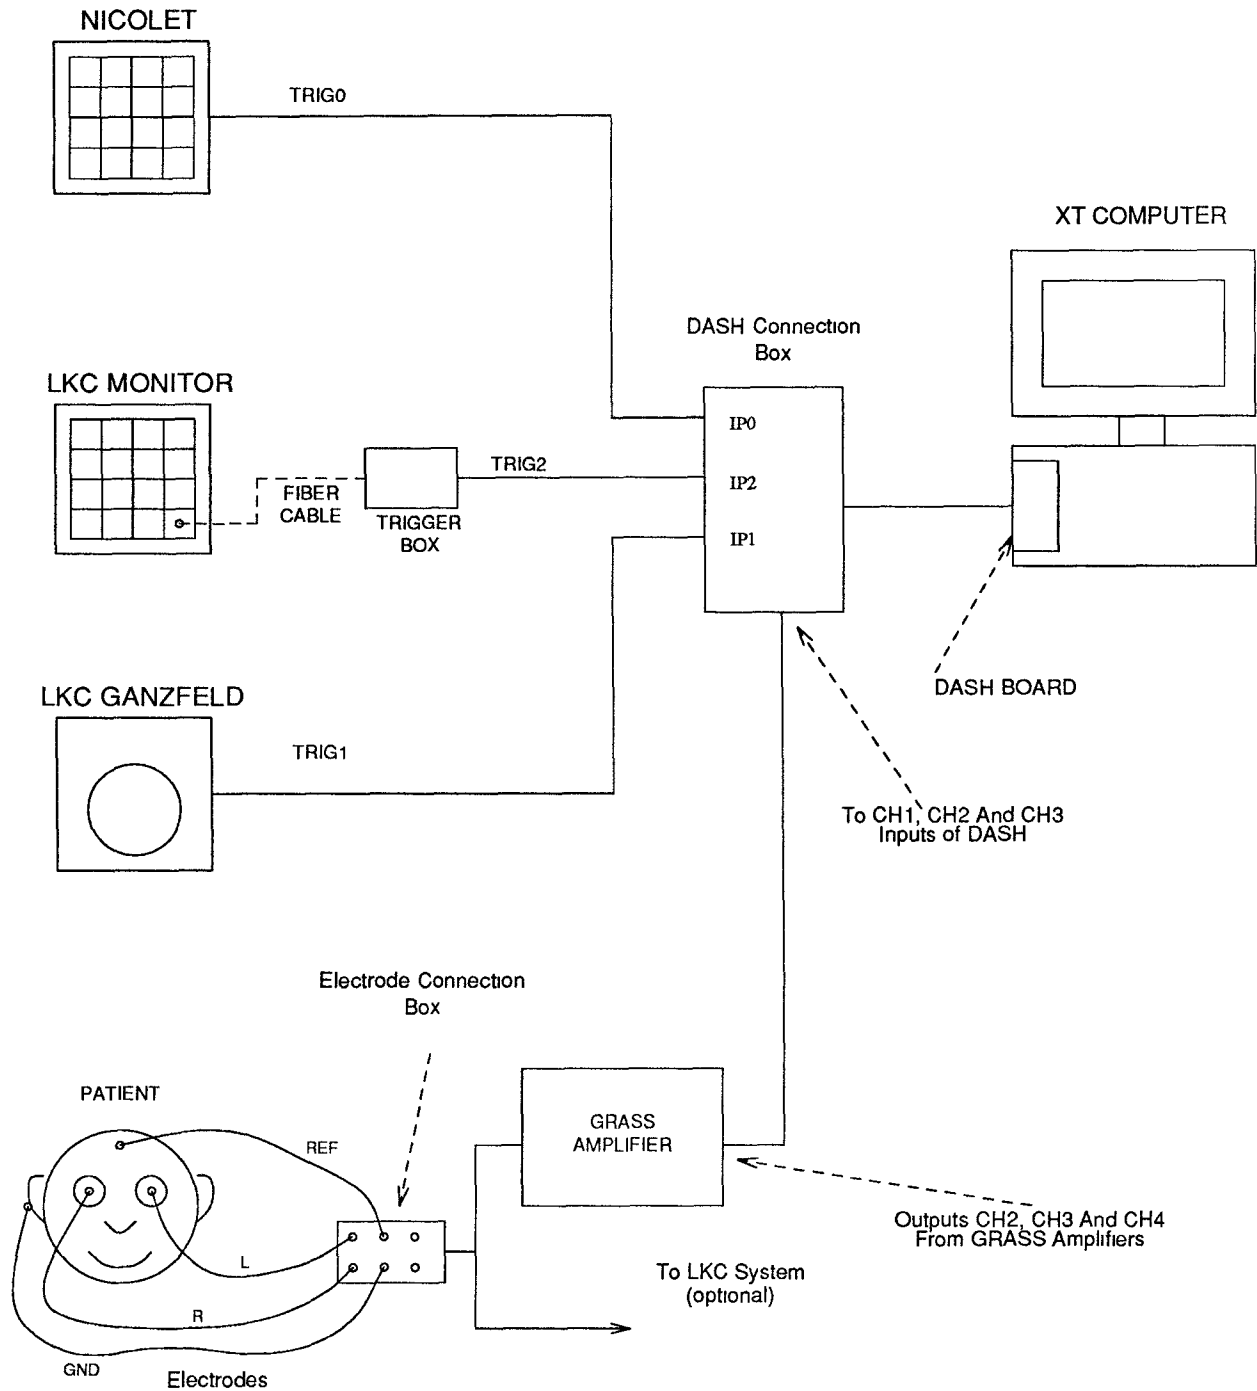 NICOLET
TRIG0
XT COMPUTER
DASH Connection
Box
LKC MONITOR
IP0
TRIG2
IP2
FIBER
CABLE
TRIGGER
BOX
IP1
DASH BOARD
LKC GANZFELD
TRIG1
To CH1, CH2 And CH3
Inputs of DASH
Electrode Connection
Box
PATIENT
GRASS
AMPLIFIER
REF
Outputs CH2, CH3 And CH4
From GRASS Amplifiers
L
To LKC System
(optional)
R
GND
Electrodes